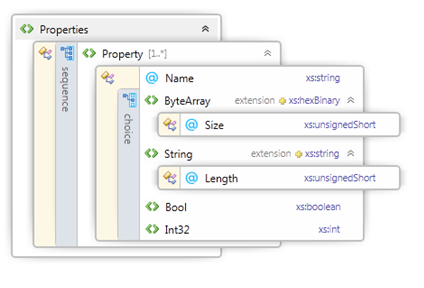 Properties
sequence
Property [1..*]
choice
@ Name xs:string
ByteArray extension xs:hexBinary
@ Size xs:unsignedShort
String extension xs:string
@ Length xs:unsignedShort
Bool xs:boolean
Int32 xs:int